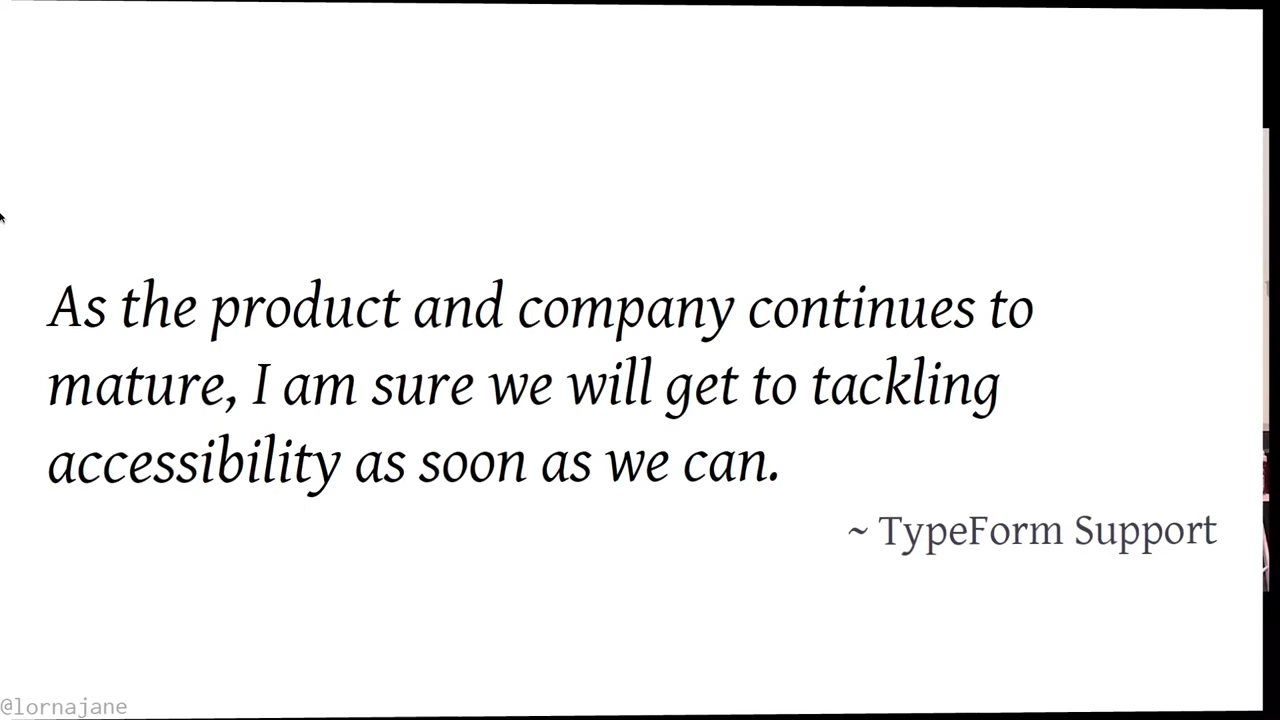 As the product and company continues to
mature, I am sure we will get to tackling
accessibility as soon as we can.
~ TypeForm Support
@lornajane